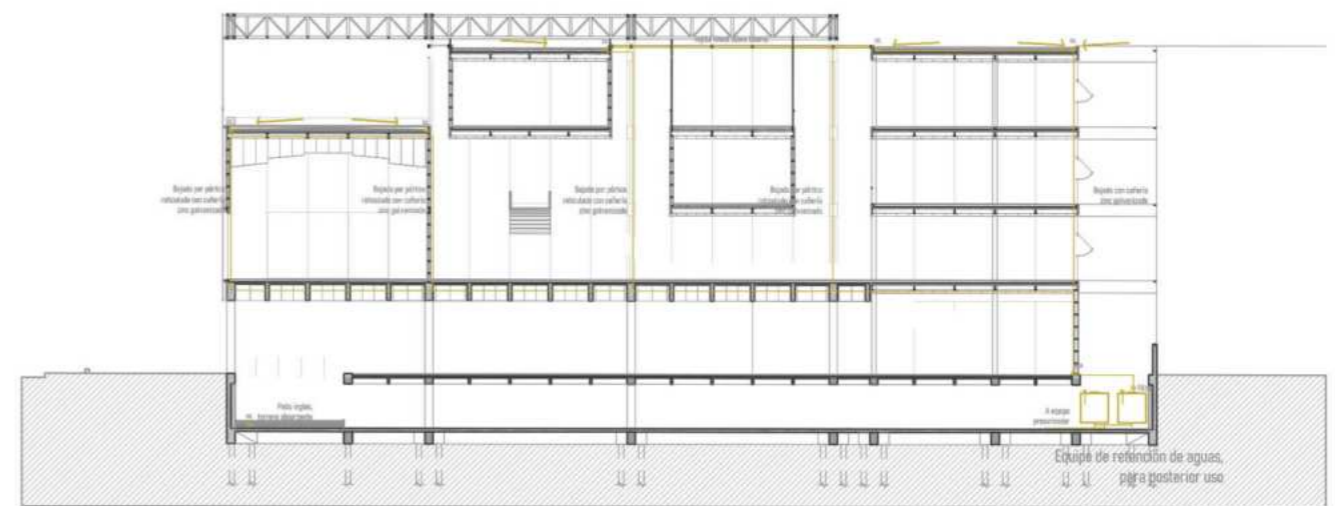 Bajada por pórtico
reticulado con cañería
zinc galvanizado
Bajada por pórtico
reticulado con cañería
zinc galvanizado
Bajada por pórtico
reticulado con cañería
zinc galvanizado
Bajada por pórtico
reticulado con cañería
zinc galvanizado
Bajada con cañería
zinc galvanizado
Patio inglés,
terreno absorbente
A equipo
presurizador
Equipo de retención de aguas,
para posterior uso